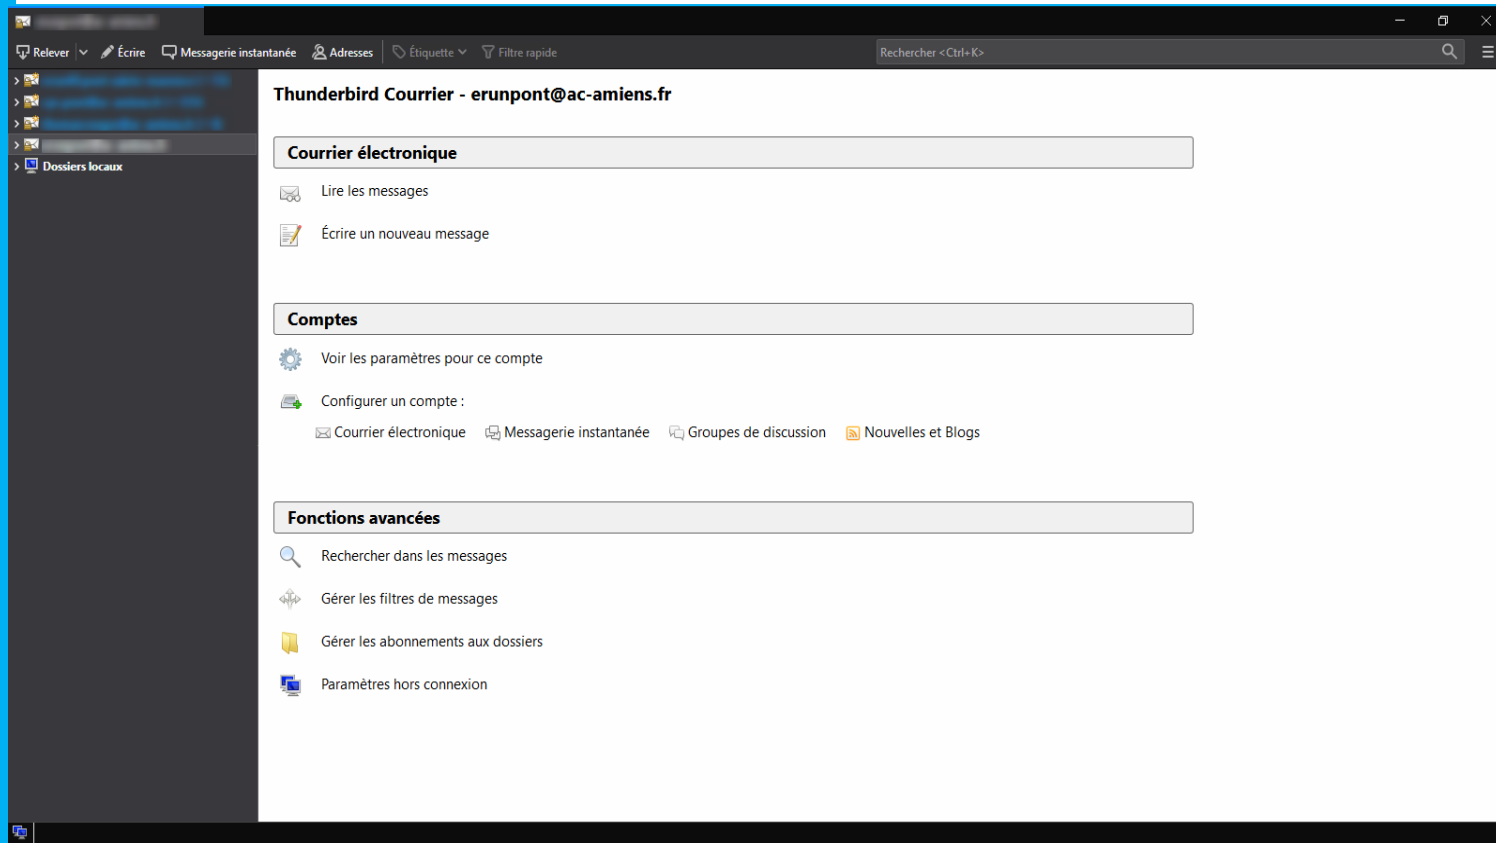 Relever Écrire Messagerie instantanée Adresses Étiquette Filtre rapide Rechercher <Ctrl+K>
Dossiers locaux
Thunderbird Courrier - erunpont@ac-amiens.fr
Courrier électronique
Lire les messages
Écrire un nouveau message
Comptes
Voir les paramètres pour ce compte
Configurer un compte :
Courrier électronique Messagerie instantanée Groupes de discussion Nouvelles et Blogs
Fonctions avancées
Rechercher dans les messages
Gérer les filtres de messages
Gérer les abonnements aux dossiers
Paramètres hors connexion